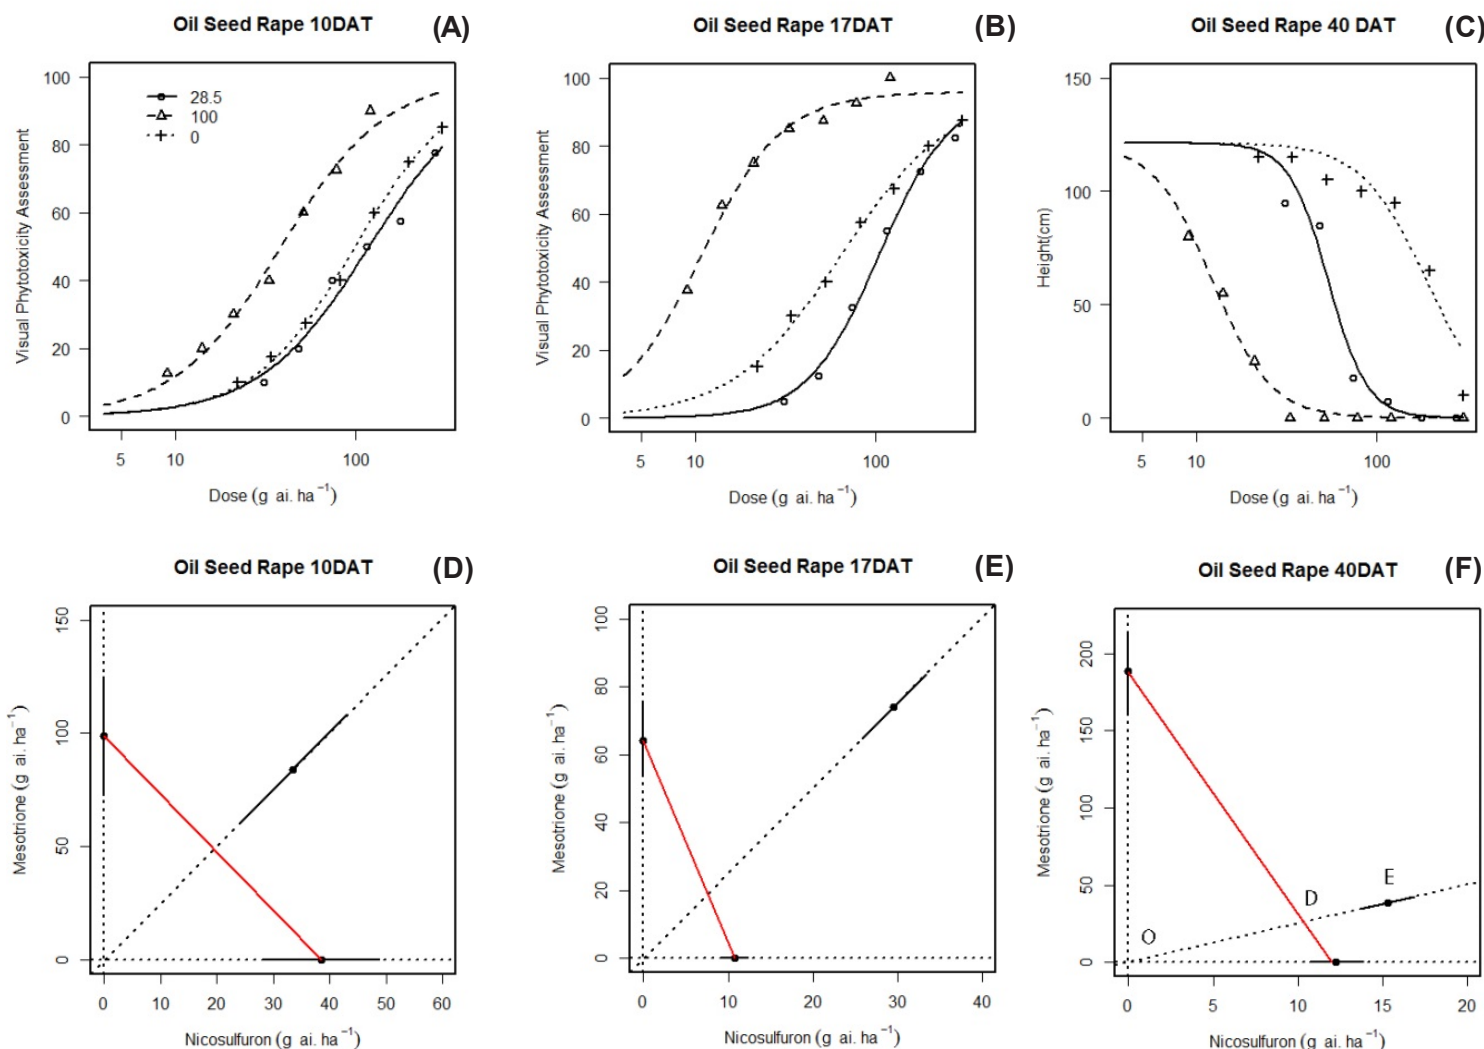 Oil Seed Rape 10DAT (A)
100
80
60
40
20
0
Visual Phytotoxicity Assessment
28.5
100
0
5 10 100
Dose (g ai. ha⁻¹)
Oil Seed Rape 17DAT (B)
100
80
60
40
20
0
Visual Phytotoxicity Assessment
5 10 100
Dose (g ai. ha⁻¹)
Oil Seed Rape 40 DAT (C)
150
100
50
0
Height(cm)
5 10 100
Dose (g ai. ha⁻¹)
Oil Seed Rape 10DAT (D)
150
100
50
0
Mesotrione (g ai. ha⁻¹)
0 10 20 30 40 50 60
Nicosulfuron (g ai. ha⁻¹)
Oil Seed Rape 17DAT (E)
100
80
60
40
20
0
Mesotrione (g ai. ha⁻¹)
0 10 20 30 40
Nicosulfuron (g ai. ha⁻¹)
Oil Seed Rape 40DAT (F)
200
150
100
50
0
Mesotrione (g ai. ha⁻¹)
E
D
O
0 5 10 15 20
Nicosulfuron (g ai. ha⁻¹)